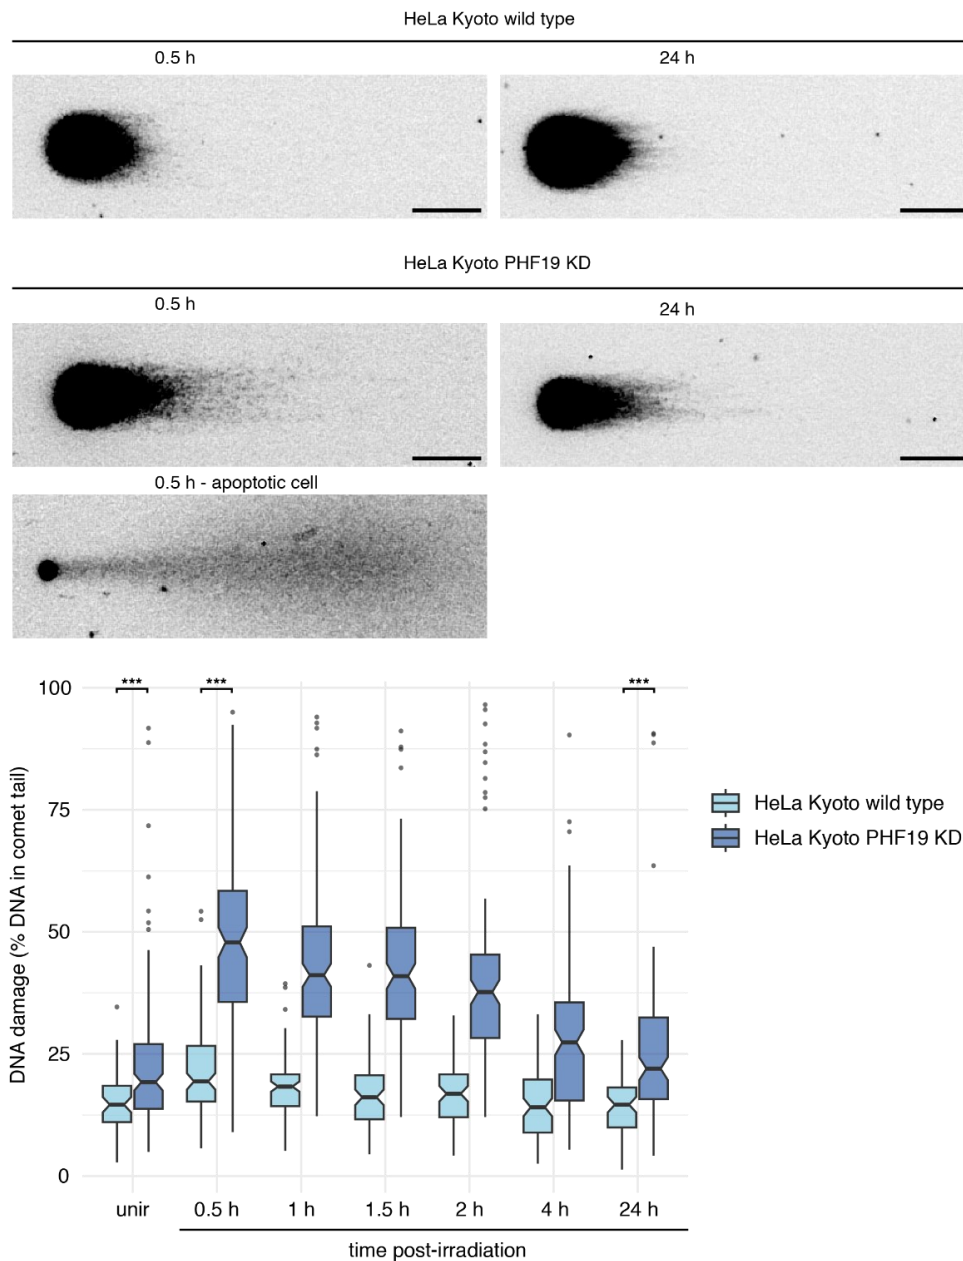 HeLa Kyoto wild type
0.5 h
24 h
HeLa Kyoto PHF19 KD
0.5 h
24 h
0.5 h - apoptotic cell
DNA damage (% DNA in comet tail)
100
75
50
25
0
***
***
***
HeLa Kyoto wild type
HeLa Kyoto PHF19 KD
unir
0.5 h
1 h
1.5 h
2 h
4 h
24 h
time post-irradiation